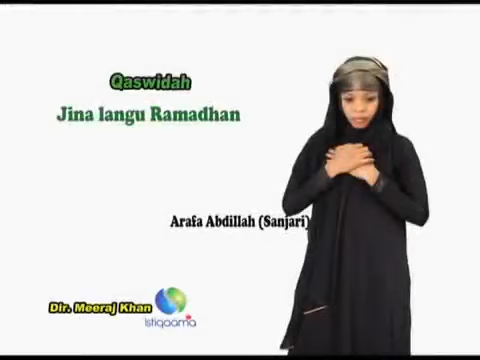 Qaswidah
Jina langu Ramadhan
Arafa Abdillah (Sanjari)
Dir. Meeraj Khan
istiqaama